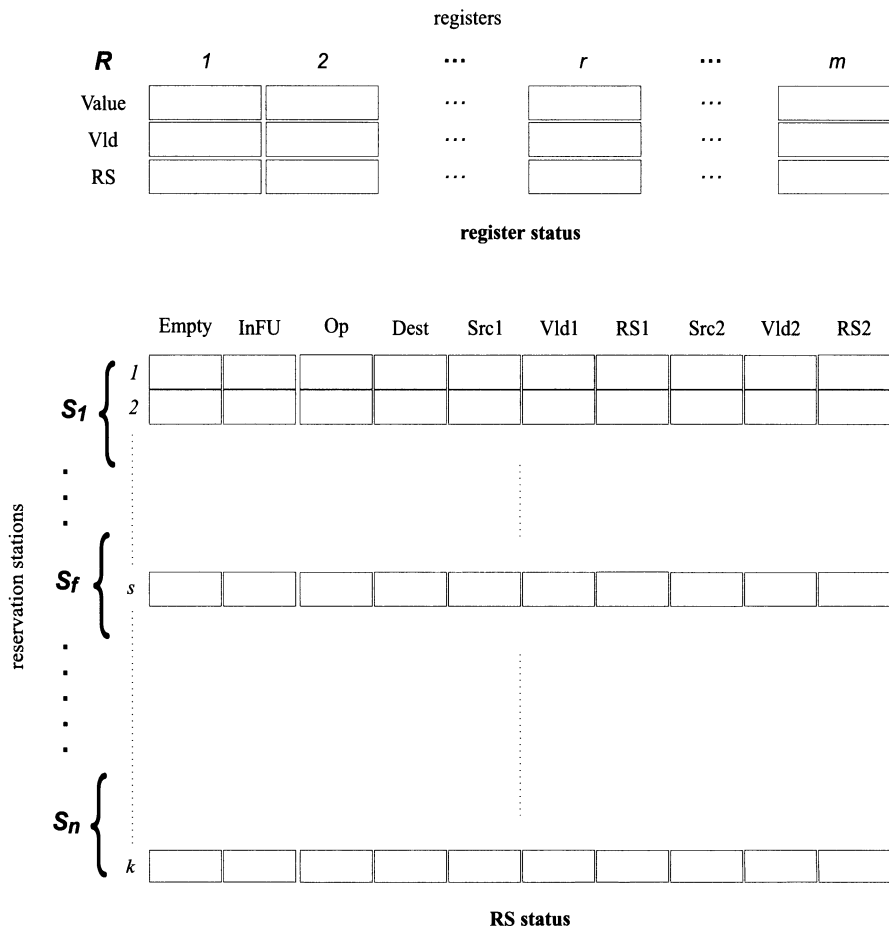 registers
R 1 2 ... r ... m
Value ... ...
Vld ... ...
RS ... ...
register status
Empty InFU Op Dest Src1 Vld1 RS1 Src2 Vld2 RS2
1
S1
2
reservation stations
Sf
s
Sn
k
RS status